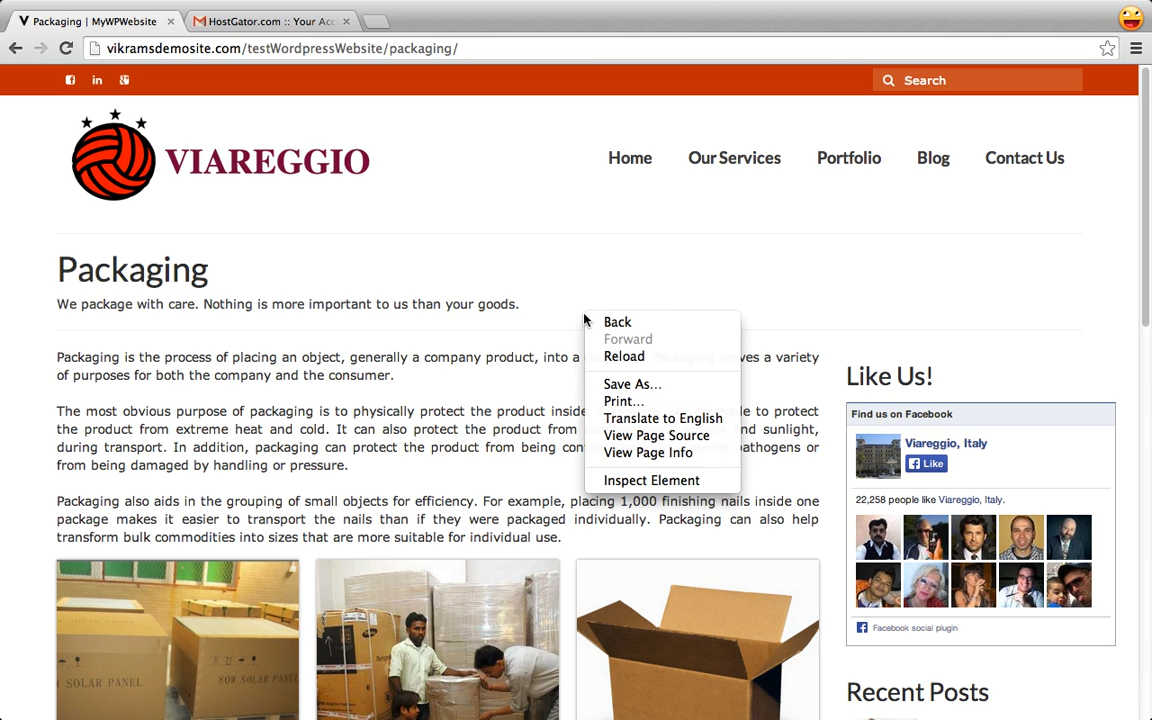 Packaging | MyWPWebsite
HostGator.com :: Your Acc
vikramsdemosite.com/testWordpressWebsite/packaging/
Search
VIAREGGIO
Home
Our Services
Portfolio
Blog
Contact Us
Packaging
We package with care. Nothing is more important to us than your goods.
Back
Forward
Reload
Save As...
Print...
Translate to English
View Page Source
View Page Info
Inspect Element
Packaging is the process of placing an object, generally a company product, into a variety
of purposes for both the company and the consumer.
The most obvious purpose of packaging is to physically protect the product inside to protect
the product from extreme heat and cold. It can also protect the product from and sunlight,
during transport. In addition, packaging can protect the product from being pathogens or
from being damaged by handling or pressure.
Packaging also aids in the grouping of small objects for efficiency. For example, placing 1,000 finishing nails inside one
package makes it easier to transport the nails than if they were packaged individually. Packaging can also help
transform bulk commodities into sizes that are more suitable for individual use.
SOLAR PANEL
80W SOLAR PANEL
Like Us!
Find us on Facebook
Viareggio, Italy
Like
22,258 people like Viareggio, Italy.
Facebook social plugin
Recent Posts